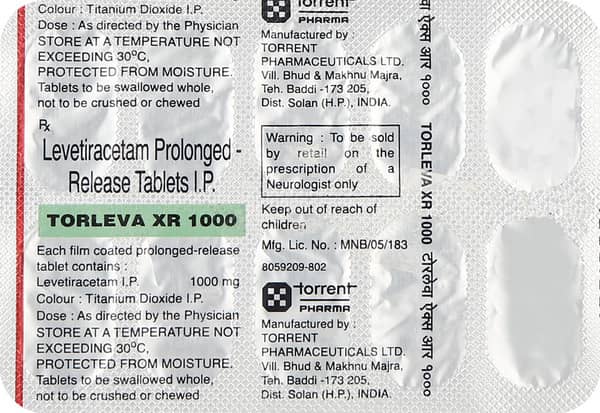 Colour : Titanium Dioxide I.P.
Dose : As directed by the Physician
STORE AT A TEMPERATURE NOT
EXCEEDING 30°C,
PROTECTED FROM MOISTURE.
Tablets to be swallowed whole,
not to be crushed or chewed
℞
Levetiracetam Prolonged -
Release Tablets I.P.
TORLEVA XR 1000
Each film coated prolonged-release
tablet contains :
Levetiracetam I.P. 1000 mg
Colour : Titanium Dioxide I.P.
Dose : As directed by the Physician
STORE AT A TEMPERATURE NOT
EXCEEDING 30°C,
PROTECTED FROM MOISTURE.
Tablets to be swallowed whole,
not to be crushed or chewed
torrent
PHARMA
Manufactured by :
TORRENT
PHARMACEUTICALS LTD.
Vill. Bhud & Makhnu Majra,
Teh. Baddi -173 205,
Dist. Solan (H.P.), INDIA.
Warning : To be sold
by retail on the
prescription of a
Neurologist only
Keep out of reach of
children
Mfg. Lic. No. : MNB/05/183
8059209-802
torrent
PHARMA
Manufactured by :
TORRENT
PHARMACEUTICALS LTD.
Vill. Bhud & Makhnu Majra,
Teh. Baddi -173 205,
Dist. Solan (H.P.), INDIA.
ऐक्स आर १००० TORLEVA XR 1000 टोरलेवा ऐक्स आर १०००